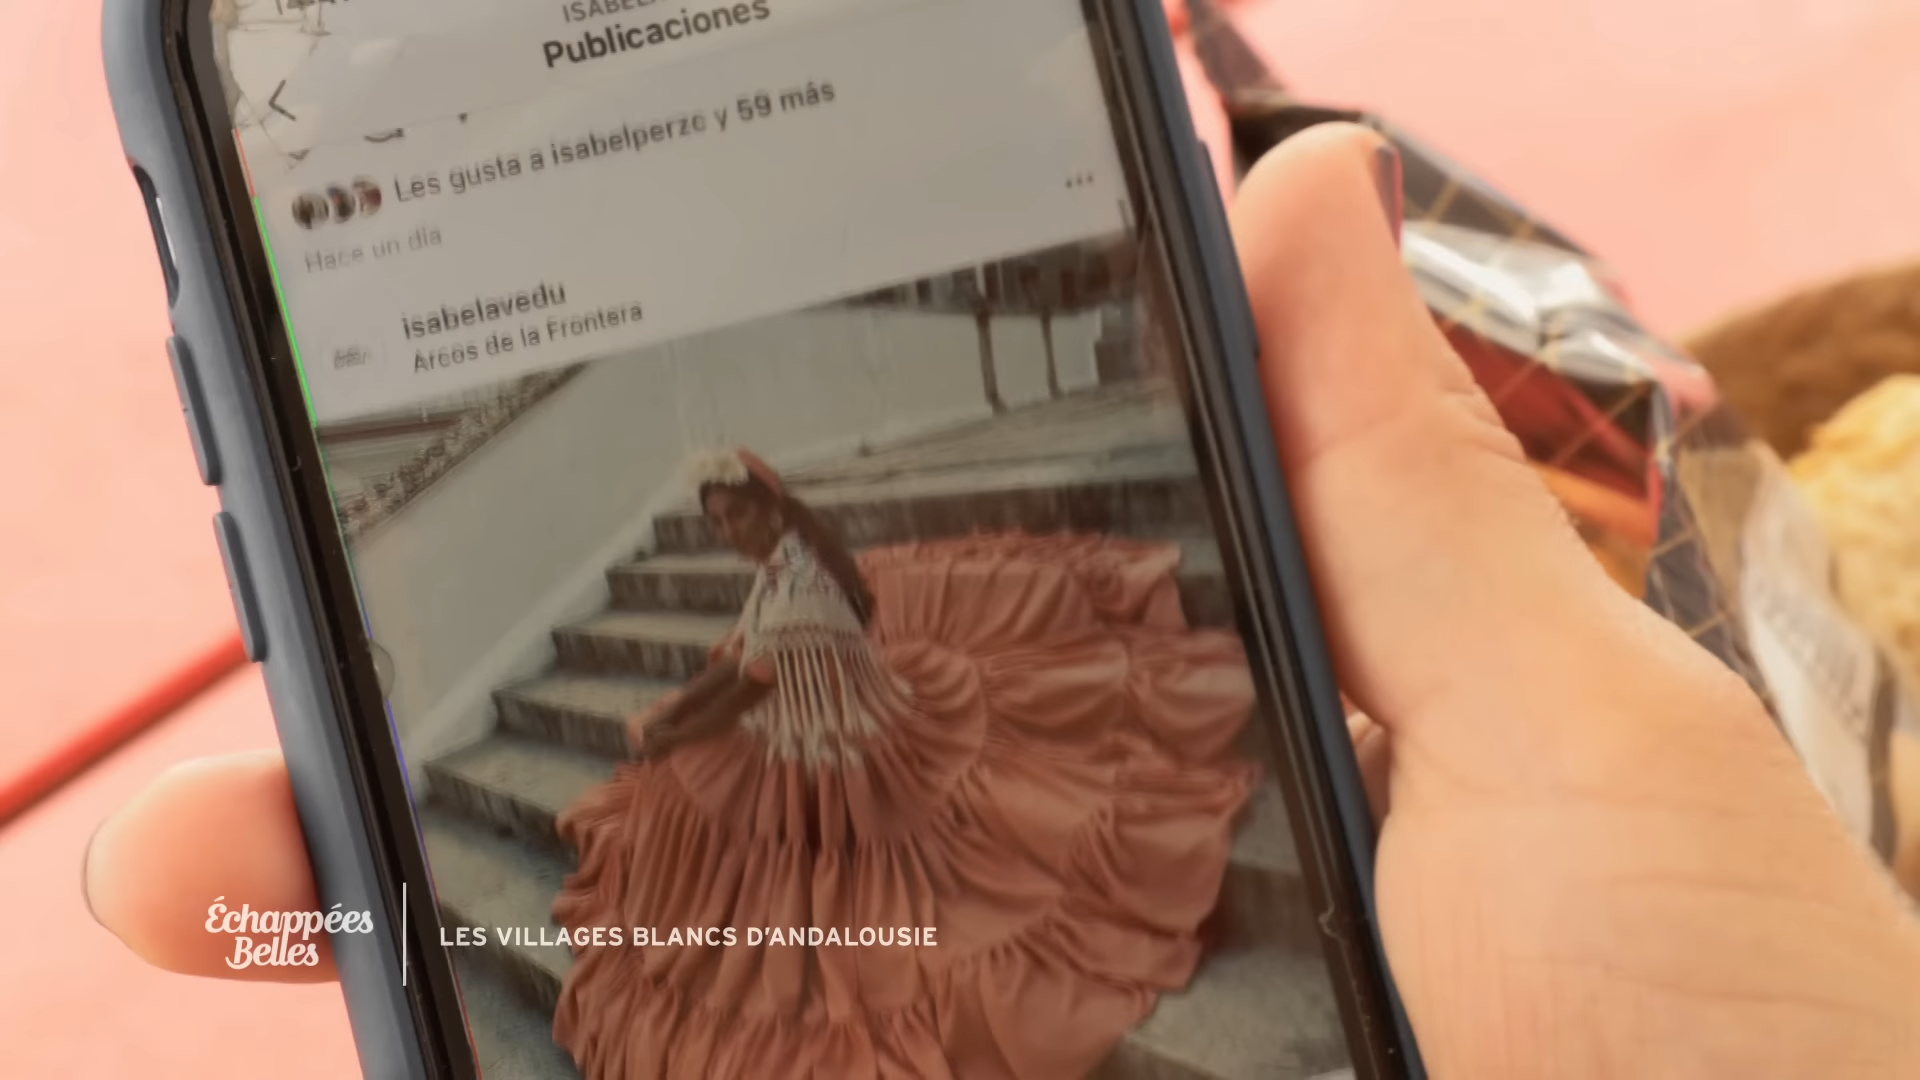 Publicaciones
Les gusta a isabelperzo y 59 más
Hace un día
isabelavedu
Arcos de la Frontera
Échappées
Belles
LES VILLAGES BLANCS D'ANDALOUSIE